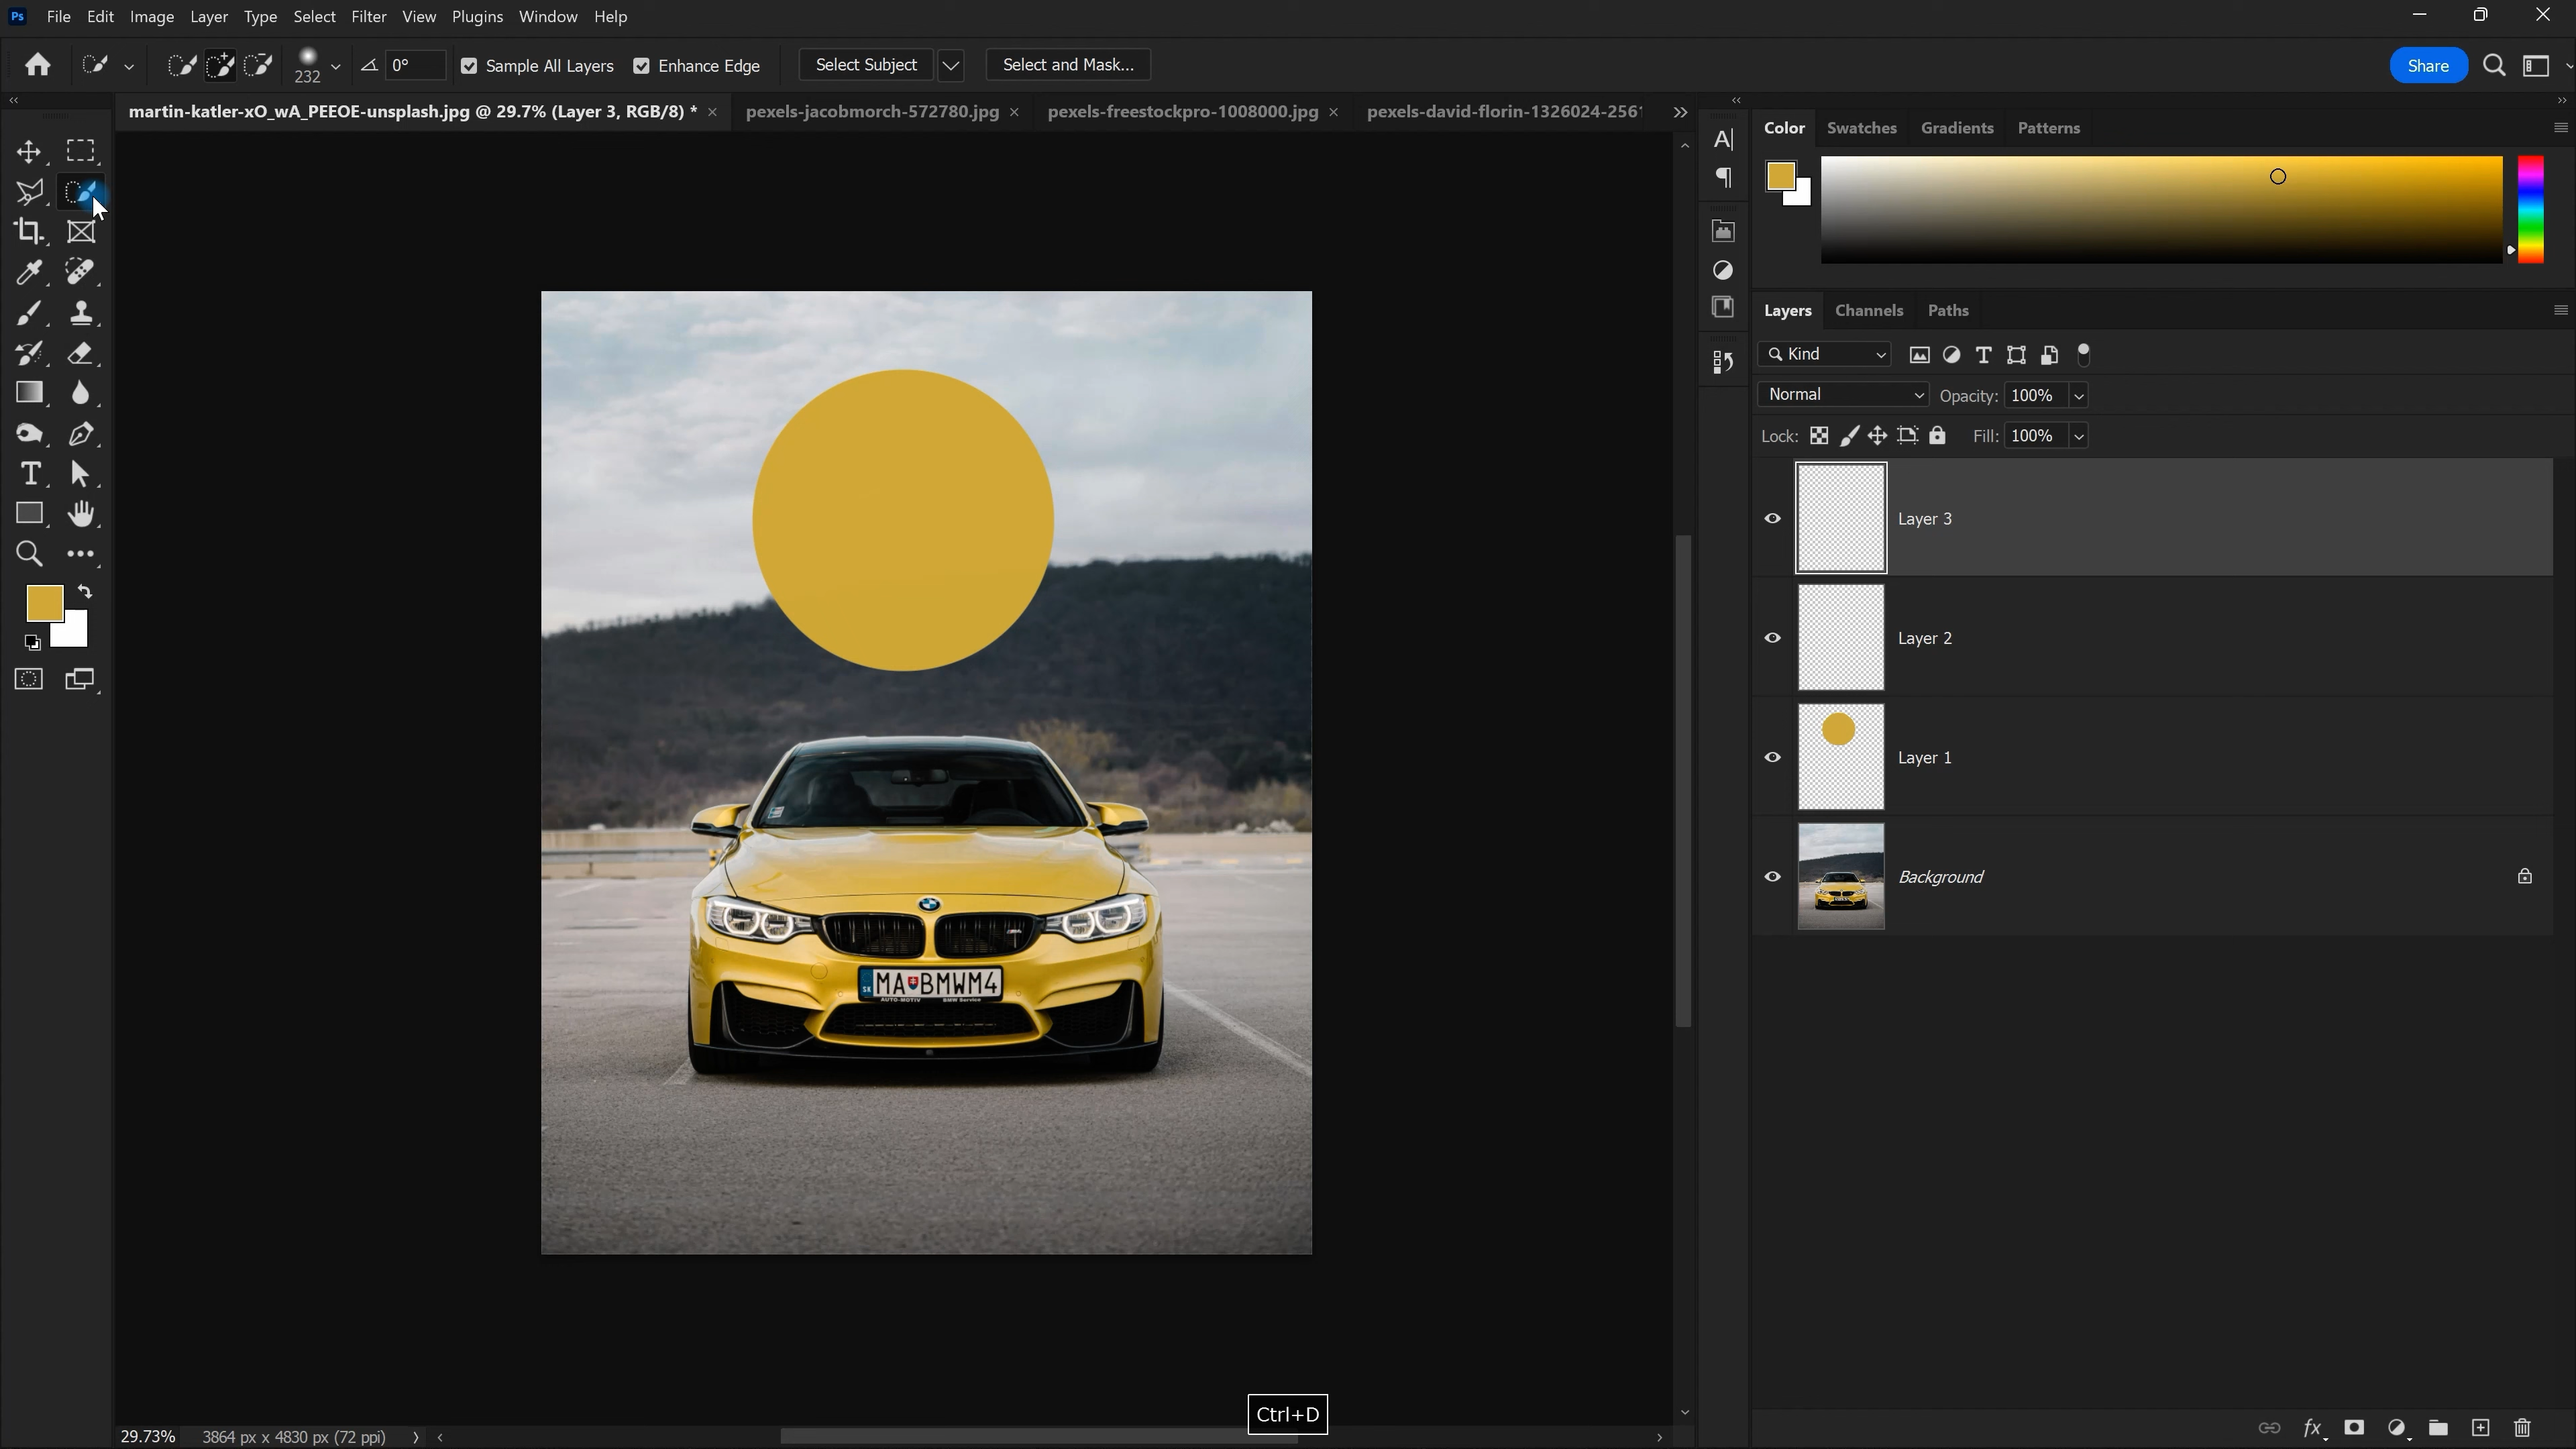 Ps File Edit Image Layer Type Select Filter View Plugins Window Help
232 0° Sample All Layers Enhance Edge Select Subject Select and Mask... Share
martin-katler-xO_wA_PEEOE-unsplash.jpg @ 29.7% (Layer 3, RGB/8) * × pexels-jacobmorch-572780.jpg × pexels-freestockpro-1008000.jpg × pexels-david-florin-1326024-2561
Color Swatches Gradients Patterns
Layers Channels Paths
Kind
Normal Opacity: 100%
Lock: Fill: 100%
Layer 3
Layer 2
Layer 1
Background
SK MA BMWM4
AUTO-MOTIV BMW Service
Ctrl+D
29.73% 3864 px x 4830 px (72 ppi)
fx